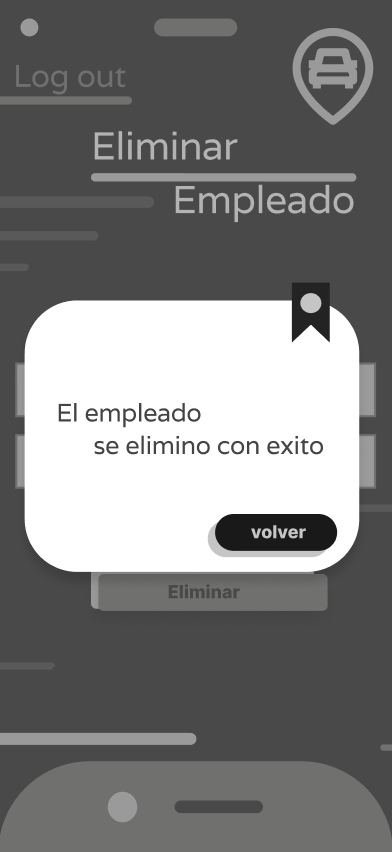 Log out
Eliminar
Empleado
El empleado
se elimino con exito
volver
Eliminar